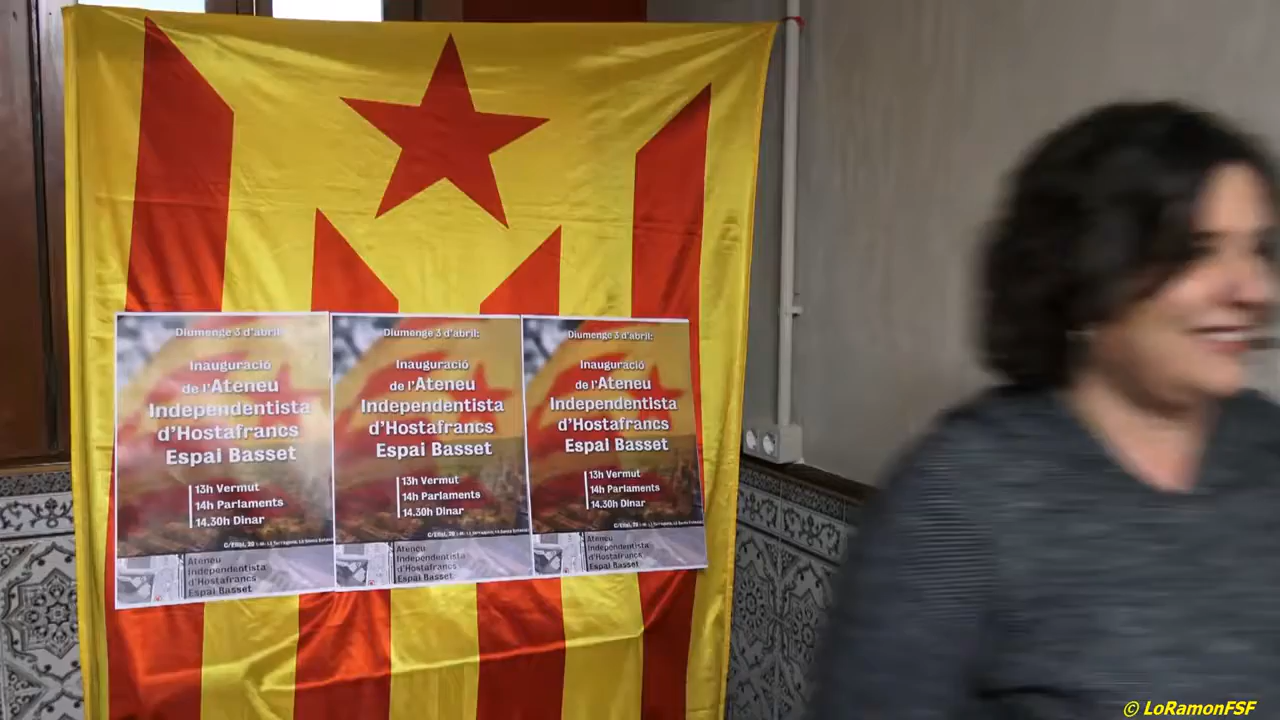 Diumenge 3 d'abril:
Inauguració
de l'Ateneu
Independentista
d'Hostafrancs
Espai Basset
13h Vermut
14h Parlaments
14.30h Dinar
Ateneu
Independentista
d'Hostafrancs
Espai Basset
Diumenge 3 d'abril:
Inauguració
de l'Ateneu
Independentista
d'Hostafrancs
Espai Basset
13h Vermut
14h Parlaments
14.30h Dinar
Ateneu
Independentista
d'Hostafrancs
Espai Basset
Diumenge 3 d'abril:
Inauguració
de l'Ateneu
Independentista
d'Hostafrancs
Espai Basset
13h Vermut
14h Parlaments
14.30h Dinar
Ateneu
Independentista
d'Hostafrancs
Espai Basset
© LoRamonFSF